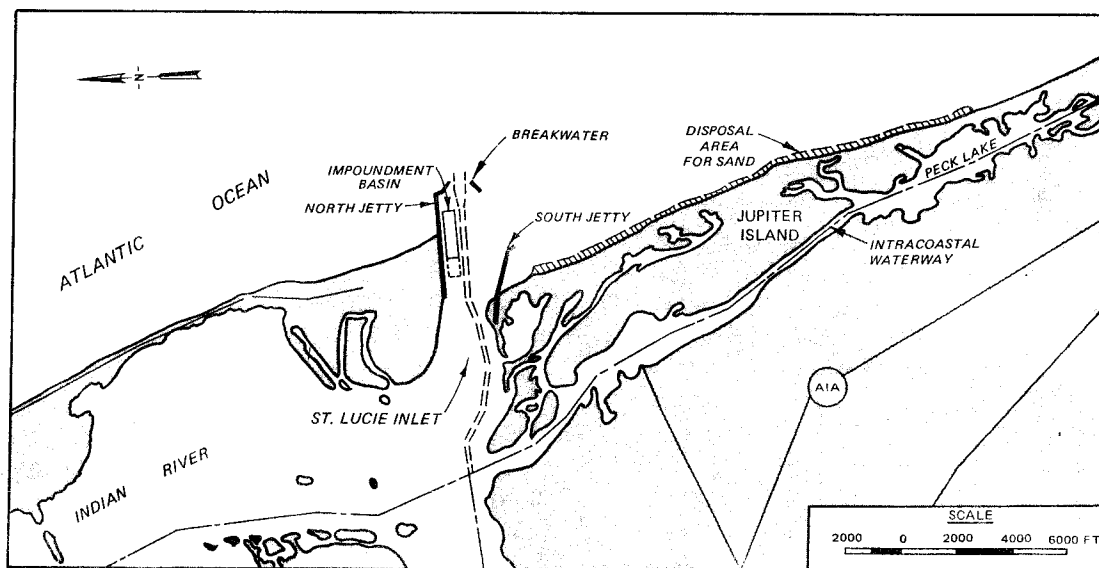 N
BREAKWATER
IMPOUNDMENT
BASIN
NORTH JETTY
OCEAN
ATLANTIC
DISPOSAL
AREA
FOR SAND
SOUTH JETTY
PECK LAKE
JUPITER
ISLAND
INTRACOASTAL
WATERWAY
A1A
ST. LUCIE INLET
INDIAN RIVER
SCALE
2000 0 2000 4000 6000 FT